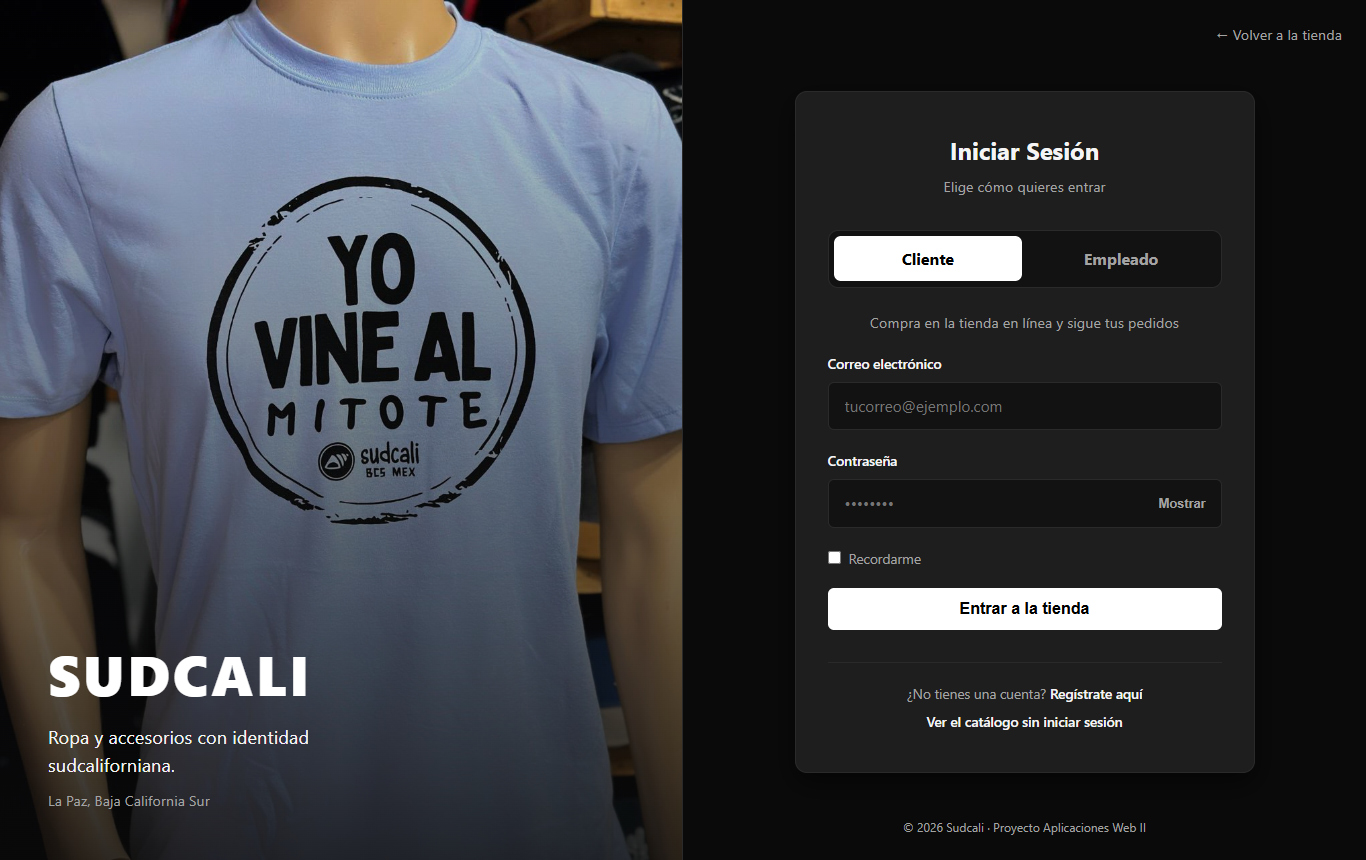 YO
VINE AL
MITOTE
sudcali
BCS MEX
SUDCALI
Ropa y accesorios con identidad
sudcaliforniana.
La Paz, Baja California Sur
← Volver a la tienda
Iniciar Sesión
Elige cómo quieres entrar
Cliente
Empleado
Compra en la tienda en línea y sigue tus pedidos
Correo electrónico
tucorreo@ejemplo.com
Contraseña
••••••••
Mostrar
Recordarme
Entrar a la tienda
¿No tienes una cuenta? Regístrate aquí
Ver el catálogo sin iniciar sesión
© 2026 Sudcali · Proyecto Aplicaciones Web II